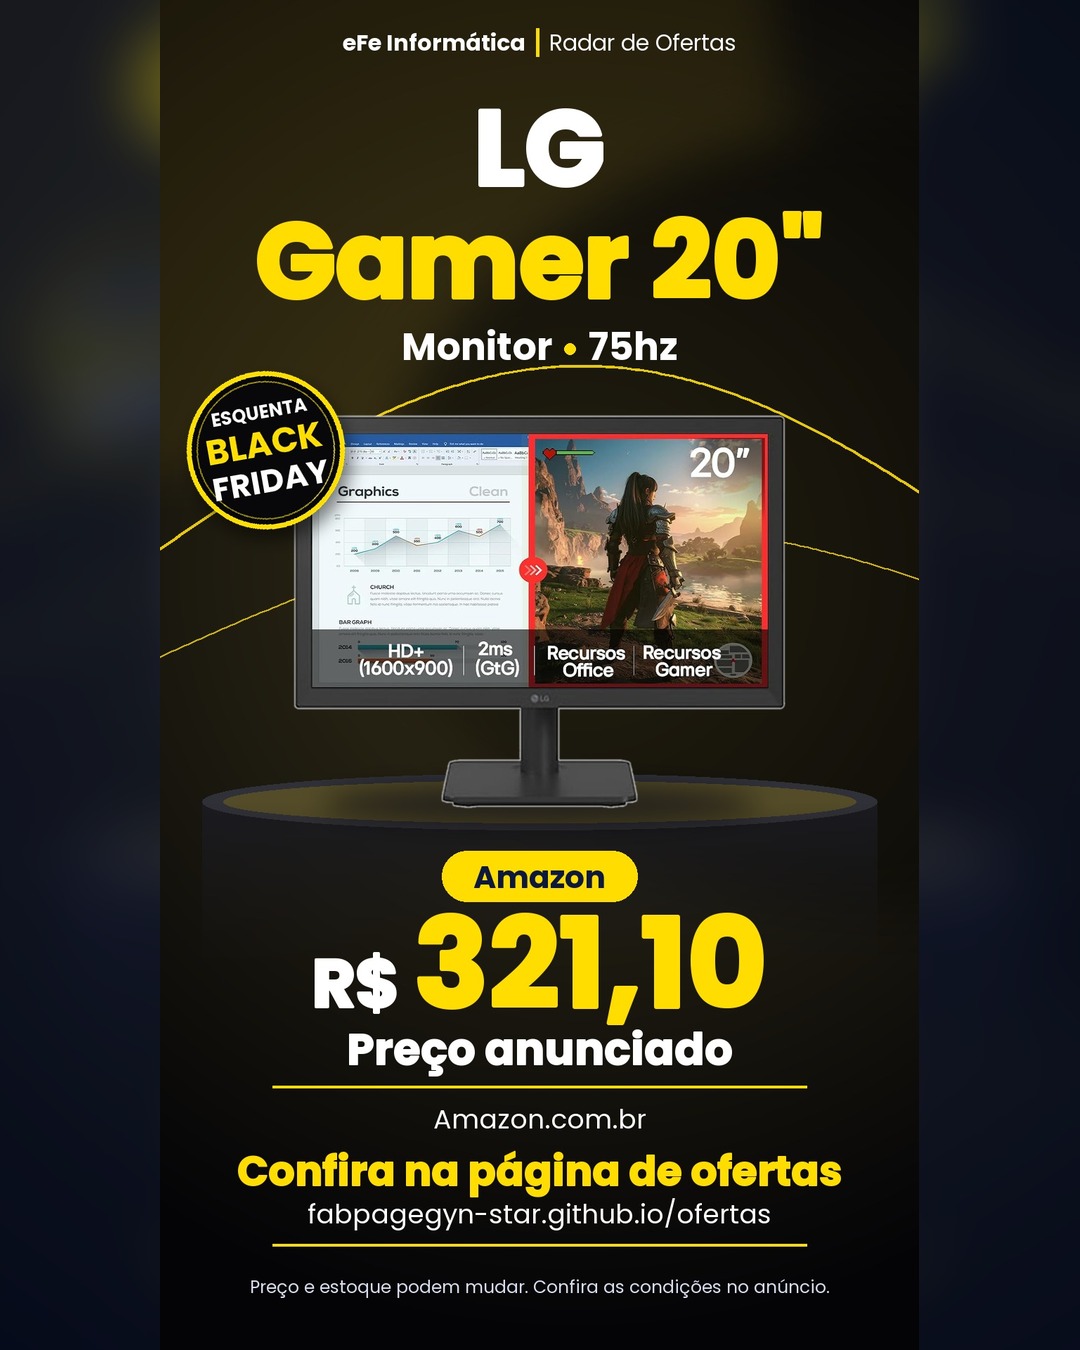 eFe Informática | Radar de Ofertas
LG
Gamer 20"
Monitor • 75hz
ESQUENTA
BLACK
FRIDAY
Graphics
Clean
20”
CHURCH
BAR GRAPH
2014
HD+
(1600x900)
2ms
(GtG)
Recursos
Office
Recursos
Gamer
LG
Amazon
R$ 321,10
Preço anunciado
Amazon.com.br
Confira na página de ofertas
fabpagegyn-star.github.io/ofertas
Preço e estoque podem mudar. Confira as condições no anúncio.